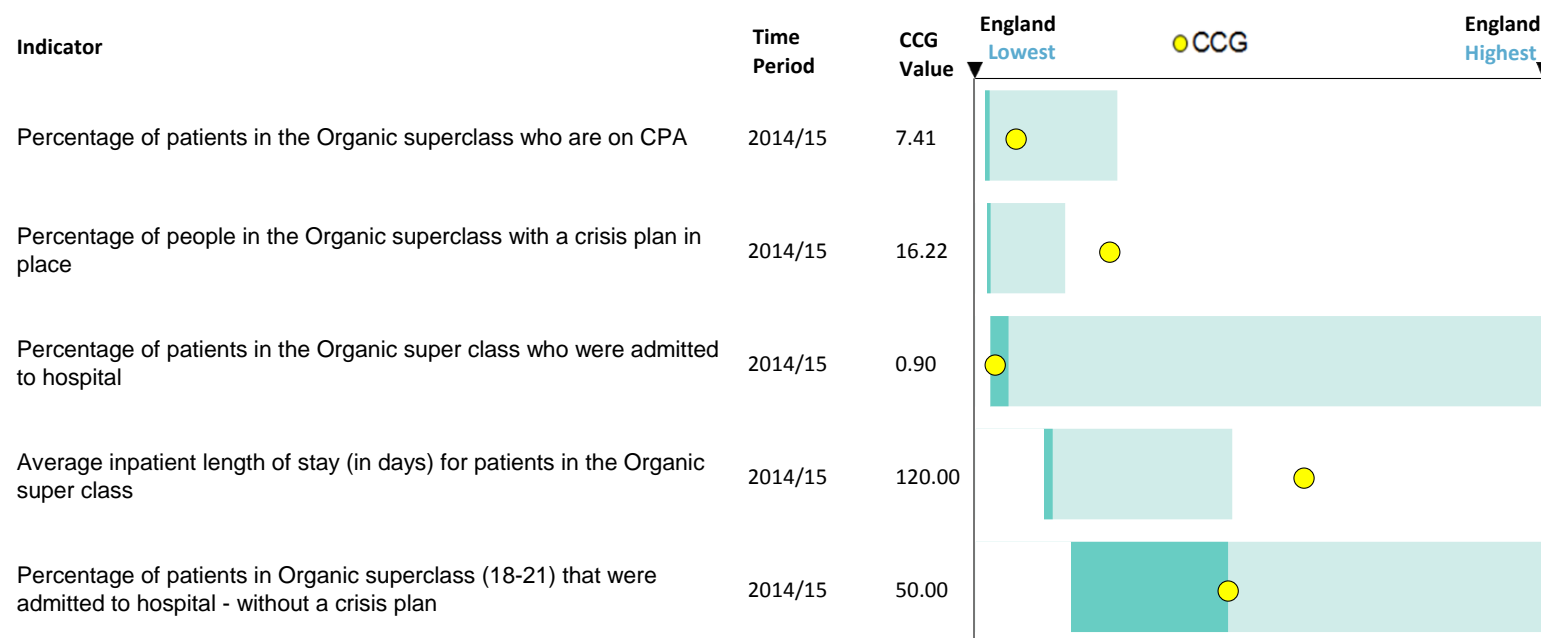 Indicator
Time
Period
CCG
Value
England
Lowest
CCG
England
Highest
Percentage of patients in the Organic superclass who are on CPA 2014/15 7.41
Percentage of people in the Organic superclass with a crisis plan in
place
2014/15 16.22
Percentage of patients in the Organic super class who were admitted
to hospital
2014/15 0.90
Average inpatient length of stay (in days) for patients in the Organic
super class
2014/15 120.00
Percentage of patients in Organic superclass (18-21) that were
admitted to hospital - without a crisis plan
2014/15 50.00